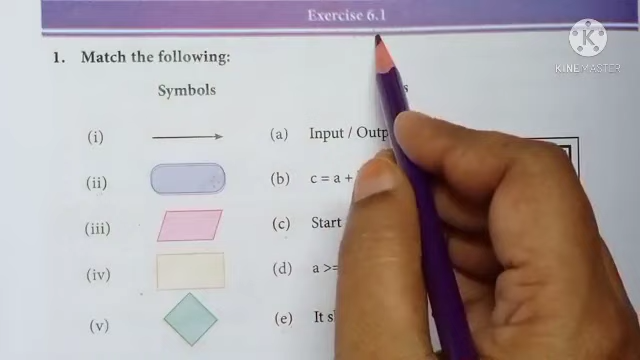 Exercise 6.1
K
KINEMASTER
1. Match the following:
Symbols
(i) (a) Input / Outp
(ii) (b) c = a +
(iii) (c) Start
(iv) (d) a >=
(v) (e) It